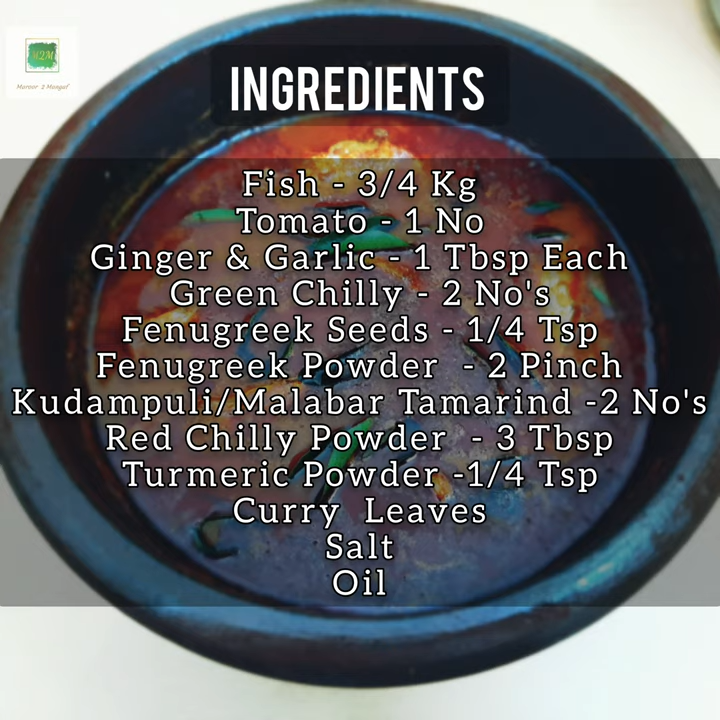 M2M
INGREDIENTS
Fish - 3/4 Kg
Tomato - 1 No
Ginger & Garlic - 1 Tbsp Each
Green Chilly - 2 No's
Fenugreek Seeds - 1/4 Tsp
Fenugreek Powder - 2 Pinch
Kudampuli/Malabar Tamarind -2 No's
Red Chilly Powder - 3 Tbsp
Turmeric Powder -1/4 Tsp
Curry Leaves
Salt
Oil